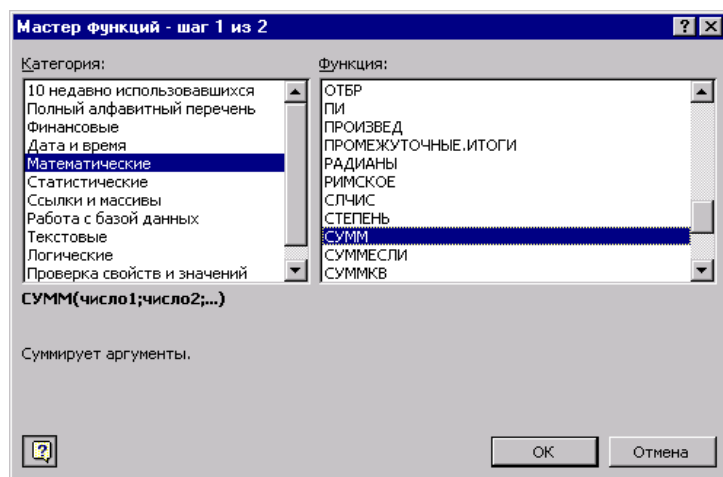 Мастер функций - шаг 1 из 2
Категория:
10 недавно использовавшихся
Полный алфавитный перечень
Финансовые
Дата и время
Математические
Статистические
Ссылки и массивы
Работа с базой данных
Текстовые
Логические
Проверка свойств и значений
Функция:
ОТБР
ПИ
ПРОИЗВЕД
ПРОМЕЖУТОЧНЫЕ.ИТОГИ
РАДИАНЫ
РИМСКОЕ
СЛЧИС
СТЕПЕНЬ
СУММ
СУММЕСЛИ
СУММКВ
СУММ(число1;число2;...)
Суммирует аргументы.
ОК
Отмена